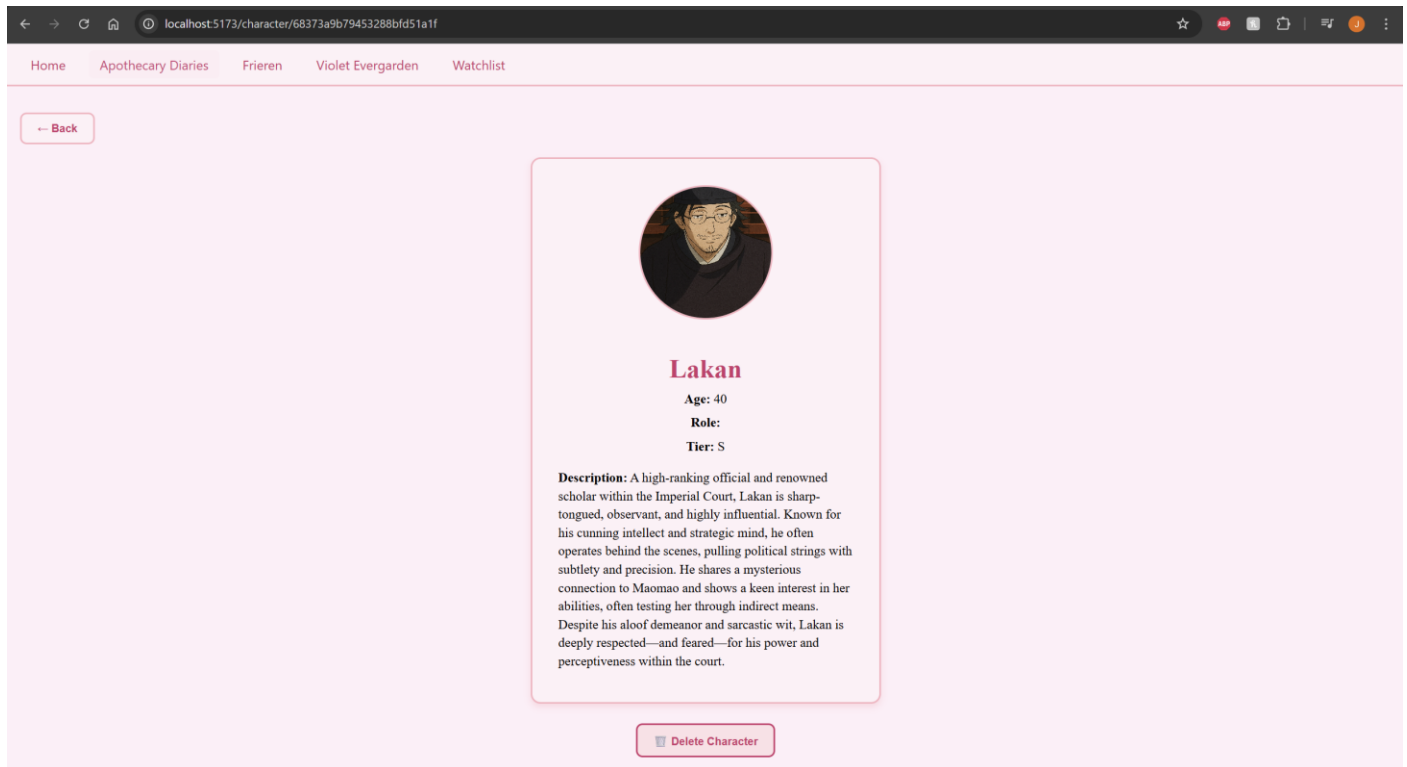 localhost:5173/character/68373a9b79453288bfd51a1f
ABP
J
Home Apothecary Diaries Frieren Violet Evergarden Watchlist
← Back
Lakan
Age: 40
Role:
Tier: S
Description: A high-ranking official and renowned
scholar within the Imperial Court, Lakan is sharp-
tongued, observant, and highly influential. Known for
his cunning intellect and strategic mind, he often
operates behind the scenes, pulling political strings with
subtlety and precision. He shares a mysterious
connection to Maomao and shows a keen interest in her
abilities, often testing her through indirect means.
Despite his aloof demeanor and sarcastic wit, Lakan is
deeply respected—and feared—for his power and
perceptiveness within the court.
Delete Character